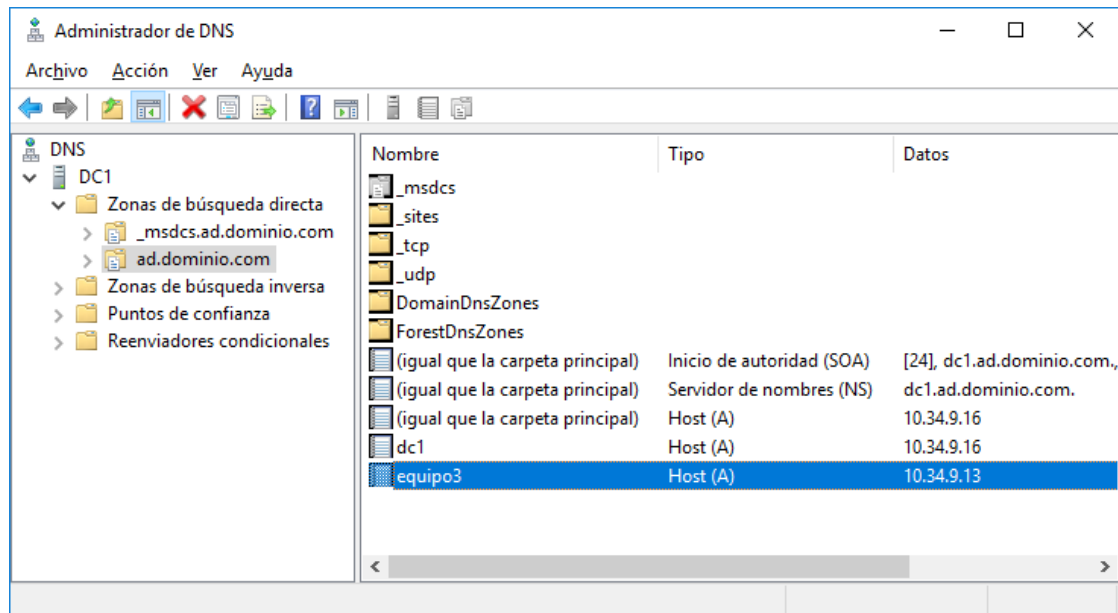 Administrador de DNS
Archivo Acción Ver Ayuda
DNS
DC1
Zonas de búsqueda directa
_msdcs.ad.dominio.com
ad.dominio.com
Zonas de búsqueda inversa
Puntos de confianza
Reenviadores condicionales
Nombre Tipo Datos
_msdcs
_sites
_tcp
_udp
DomainDnsZones
ForestDnsZones
(igual que la carpeta principal) Inicio de autoridad (SOA) [24], dc1.ad.dominio.com.,
(igual que la carpeta principal) Servidor de nombres (NS) dc1.ad.dominio.com.
(igual que la carpeta principal) Host (A) 10.34.9.16
dc1 Host (A) 10.34.9.16
equipo3 Host (A) 10.34.9.13